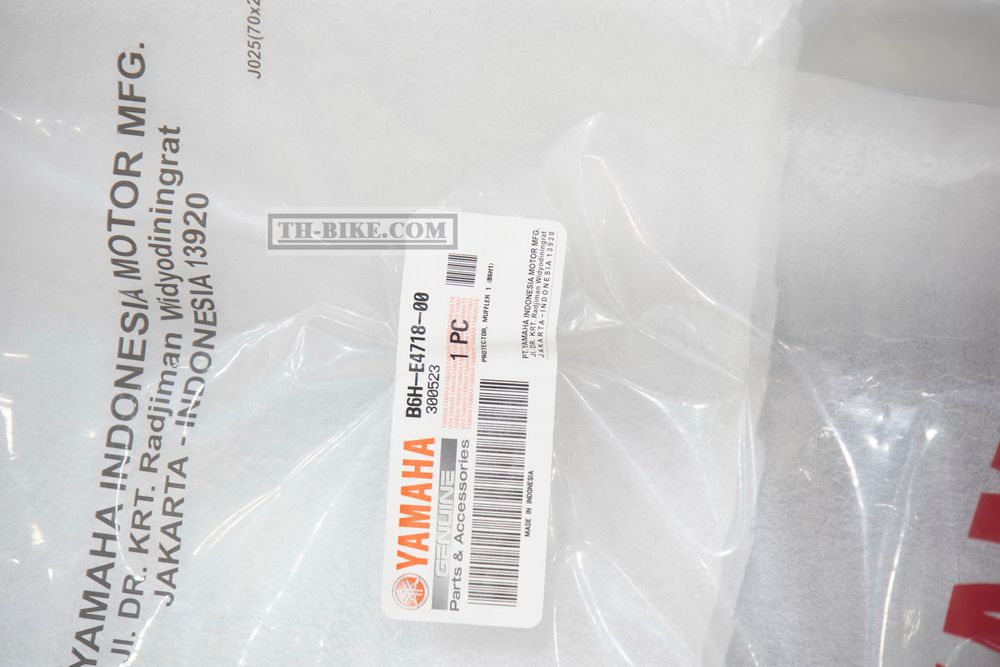 J025(70x2
YAMAHA INDONESIA MOTOR MFG.
Jl. DR. KRT. Radjiman Widyodiningrat
JAKARTA - INDONESIA 13920
TH-BIKE.COM
YAMAHA
GENUINE
Parts & Accessories
B6H-E4718-00
300523
1 PC
PROTECTOR, MUFFLER 1 (B6H1)
MADE IN INDONESIA
PT.YAMAHA INDONESIA MOTOR MFG.
Jl. DR. KRT. Radjiman Widyodiningrat
JAKARTA-INDONESIA 13920